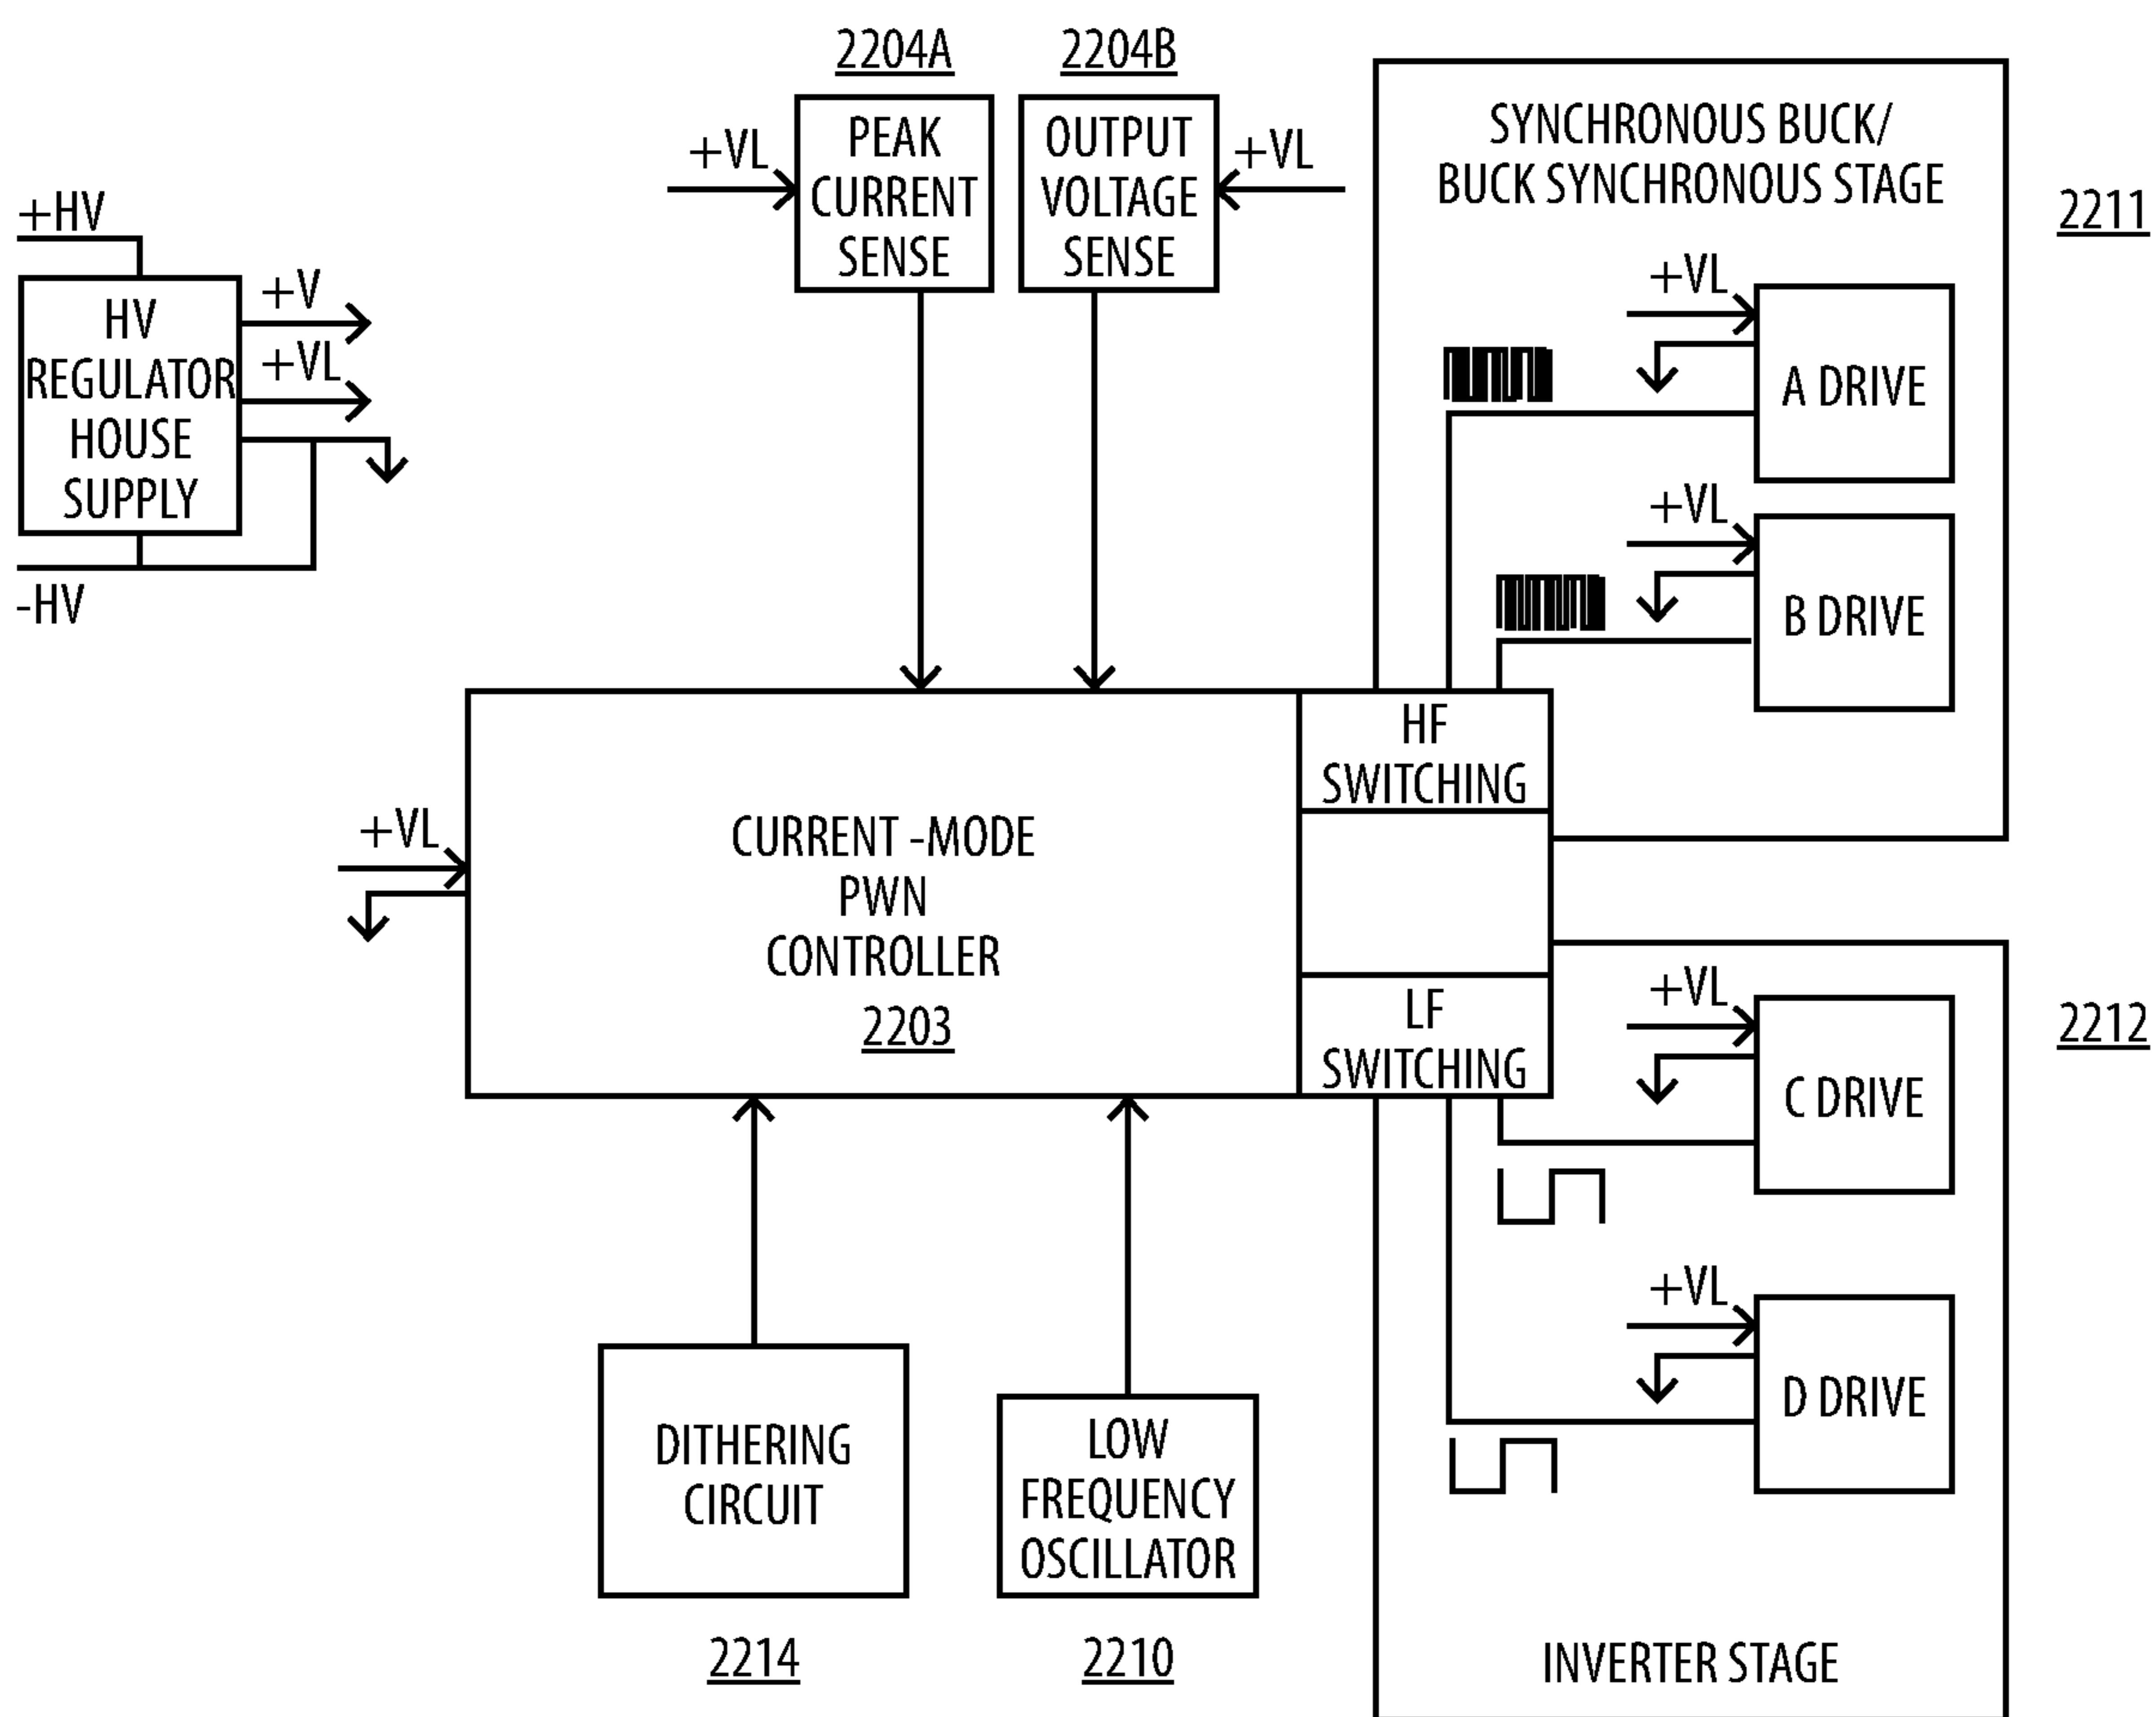 2204A
2204B
PEAK
CURRENT
SENSE
+VL
OUTPUT
VOLTAGE
SENSE
+VL
+HV
HV
REGULATOR
HOUSE
SUPPLY
+V
+VL
-HV
SYNCHRONOUS BUCK/
BUCK SYNCHRONOUS STAGE
2211
+VL
A DRIVE
+VL
B DRIVE
HF
SWITCHING
+VL
CURRENT -MODE
PWN
CONTROLLER
2203
LF
SWITCHING
+VL
C DRIVE
2212
+VL
D DRIVE
DITHERING
CIRCUIT
2214
LOW
FREQUENCY
OSCILLATOR
2210
INVERTER STAGE